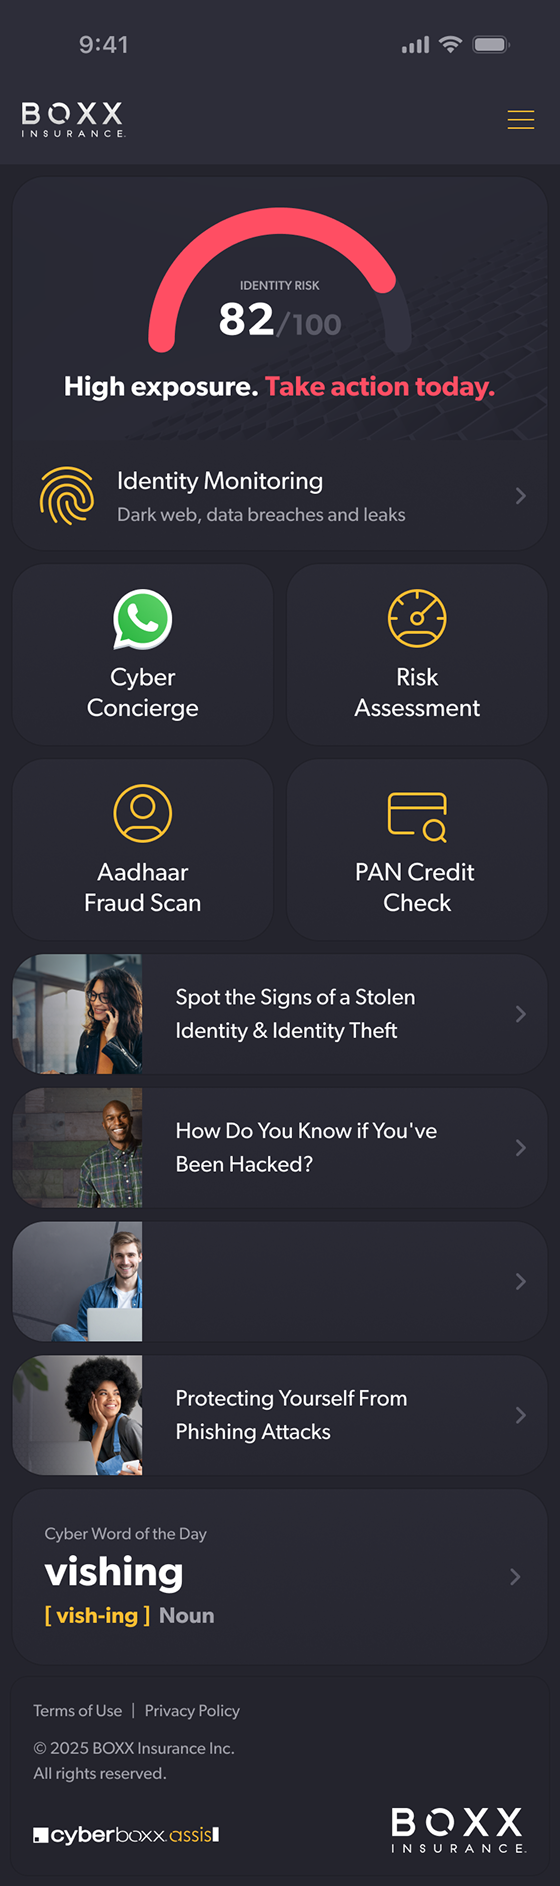 9:41
BOXX
INSURANCE.
IDENTITY RISK
82/100
High exposure. Take action today.
Identity Monitoring
Dark web, data breaches and leaks
Cyber
Concierge
Risk
Assessment
Aadhaar
Fraud Scan
PAN Credit
Check
Spot the Signs of a Stolen
Identity & Identity Theft
How Do You Know if You've
Been Hacked?
Protecting Yourself From
Phishing Attacks
Cyber Word of the Day
vishing
[ vish-ing ] Noun
Terms of Use | Privacy Policy
© 2025 BOXX Insurance Inc.
All rights reserved.
cyberboxx assist
BOXX
INSURANCE.